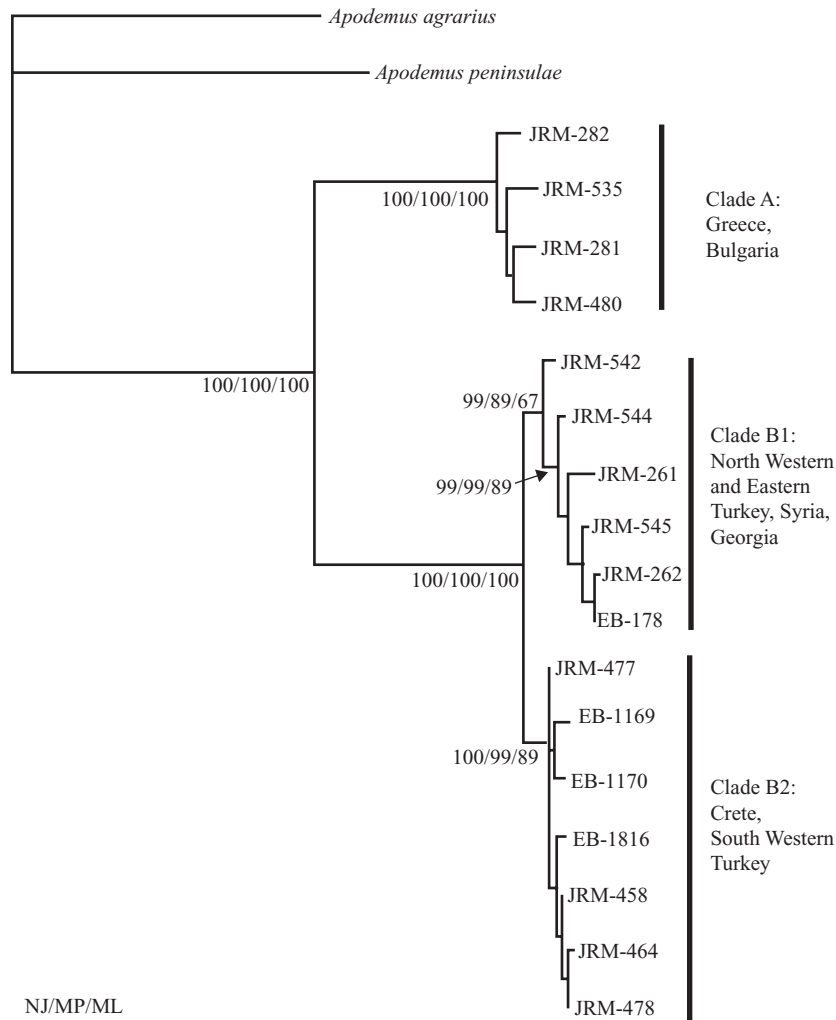 Apodemus agrarius
Apodemus peninsulae
JRM-282
100/100/100
JRM-535
JRM-281
JRM-480
Clade A:
Greece,
Bulgaria
100/100/100
JRM-542
99/89/67
JRM-544
99/99/89
JRM-261
JRM-545
JRM-262
EB-178
Clade B1:
North Western
and Eastern
Turkey, Syria,
Georgia
100/100/100
JRM-477
EB-1169
100/99/89
EB-1170
EB-1816
JRM-458
JRM-464
JRM-478
Clade B2:
Crete,
South Western
Turkey
NJ/MP/ML